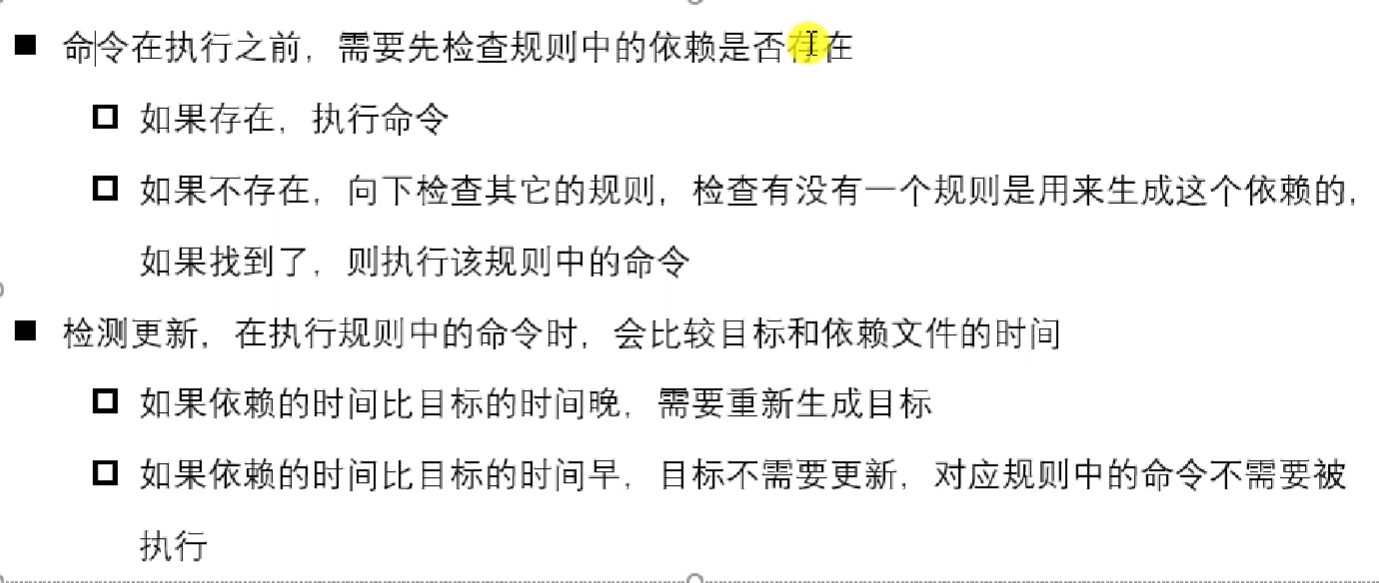 命令在执行之前，需要先检查规则中的依赖是否存在
如果存在，执行命令
如果不存在，向下检查其它的规则，检查有没有一个规则是用来生成这个依赖的，
如果找到了，则执行该规则中的命令
检测更新，在执行规则中的命令时，会比较目标和依赖文件的时间
如果依赖的时间比目标的时间晚，需要重新生成目标
如果依赖的时间比目标的时间早，目标不需要更新，对应规则中的命令不需要被
执行